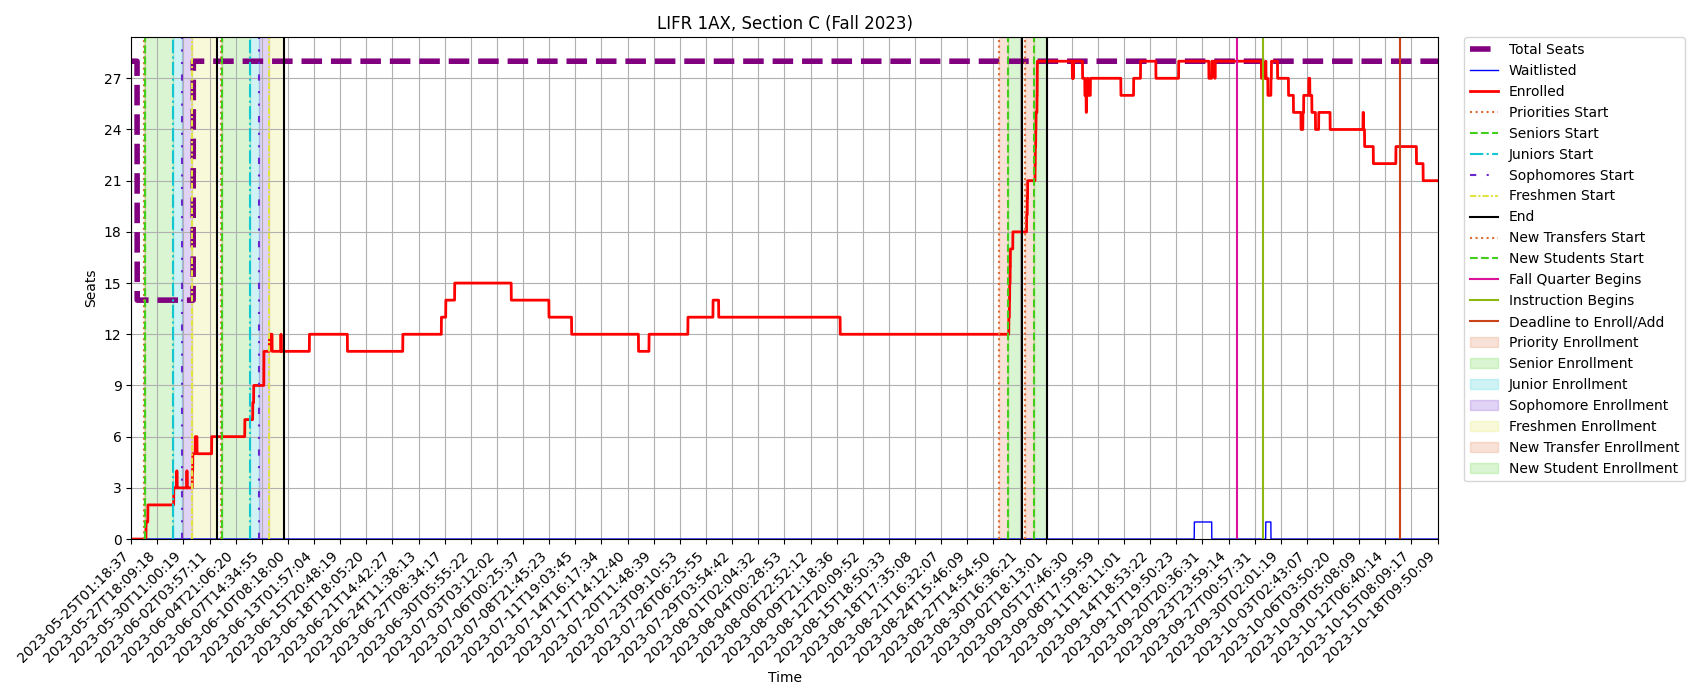 LIFR 1AX, Section C (Fall 2023)
Seats
27
24
21
18
15
12
9
6
3
0
2023-05-25T01:18:37
2023-05-27T18:09:18
2023-05-30T11:00:19
2023-06-02T03:57:11
2023-06-04T21:06:20
2023-06-07T14:34:55
2023-06-10T08:18:00
2023-06-13T01:57:04
2023-06-15T20:48:19
2023-06-18T18:05:20
2023-06-21T14:42:27
2023-06-24T11:38:13
2023-06-27T08:34:17
2023-06-30T05:55:22
2023-07-03T03:12:02
2023-07-06T00:25:37
2023-07-08T21:45:23
2023-07-11T19:03:45
2023-07-14T16:17:34
2023-07-17T14:12:40
2023-07-20T11:48:39
2023-07-23T09:10:53
2023-07-26T06:25:55
2023-07-29T03:54:42
2023-08-01T02:04:32
2023-08-04T00:28:53
2023-08-06T22:52:12
2023-08-09T21:18:36
2023-08-12T20:09:52
2023-08-15T18:50:33
2023-08-18T17:35:08
2023-08-21T16:32:07
2023-08-24T15:46:09
2023-08-27T14:54:50
2023-08-30T16:36:21
2023-09-02T18:13:01
2023-09-05T17:46:30
2023-09-08T17:59:59
2023-09-11T18:11:01
2023-09-14T18:53:22
2023-09-17T19:50:23
2023-09-20T20:36:31
2023-09-23T23:59:14
2023-09-27T00:57:31
2023-09-30T02:01:19
2023-10-03T02:43:07
2023-10-06T03:50:20
2023-10-09T05:08:09
2023-10-12T06:40:14
2023-10-15T08:09:17
2023-10-18T09:50:09
Time
Total Seats
Waitlisted
Enrolled
Priorities Start
Seniors Start
Juniors Start
Sophomores Start
Freshmen Start
End
New Transfers Start
New Students Start
Fall Quarter Begins
Instruction Begins
Deadline to Enroll/Add
Priority Enrollment
Senior Enrollment
Junior Enrollment
Sophomore Enrollment
Freshmen Enrollment
New Transfer Enrollment
New Student Enrollment